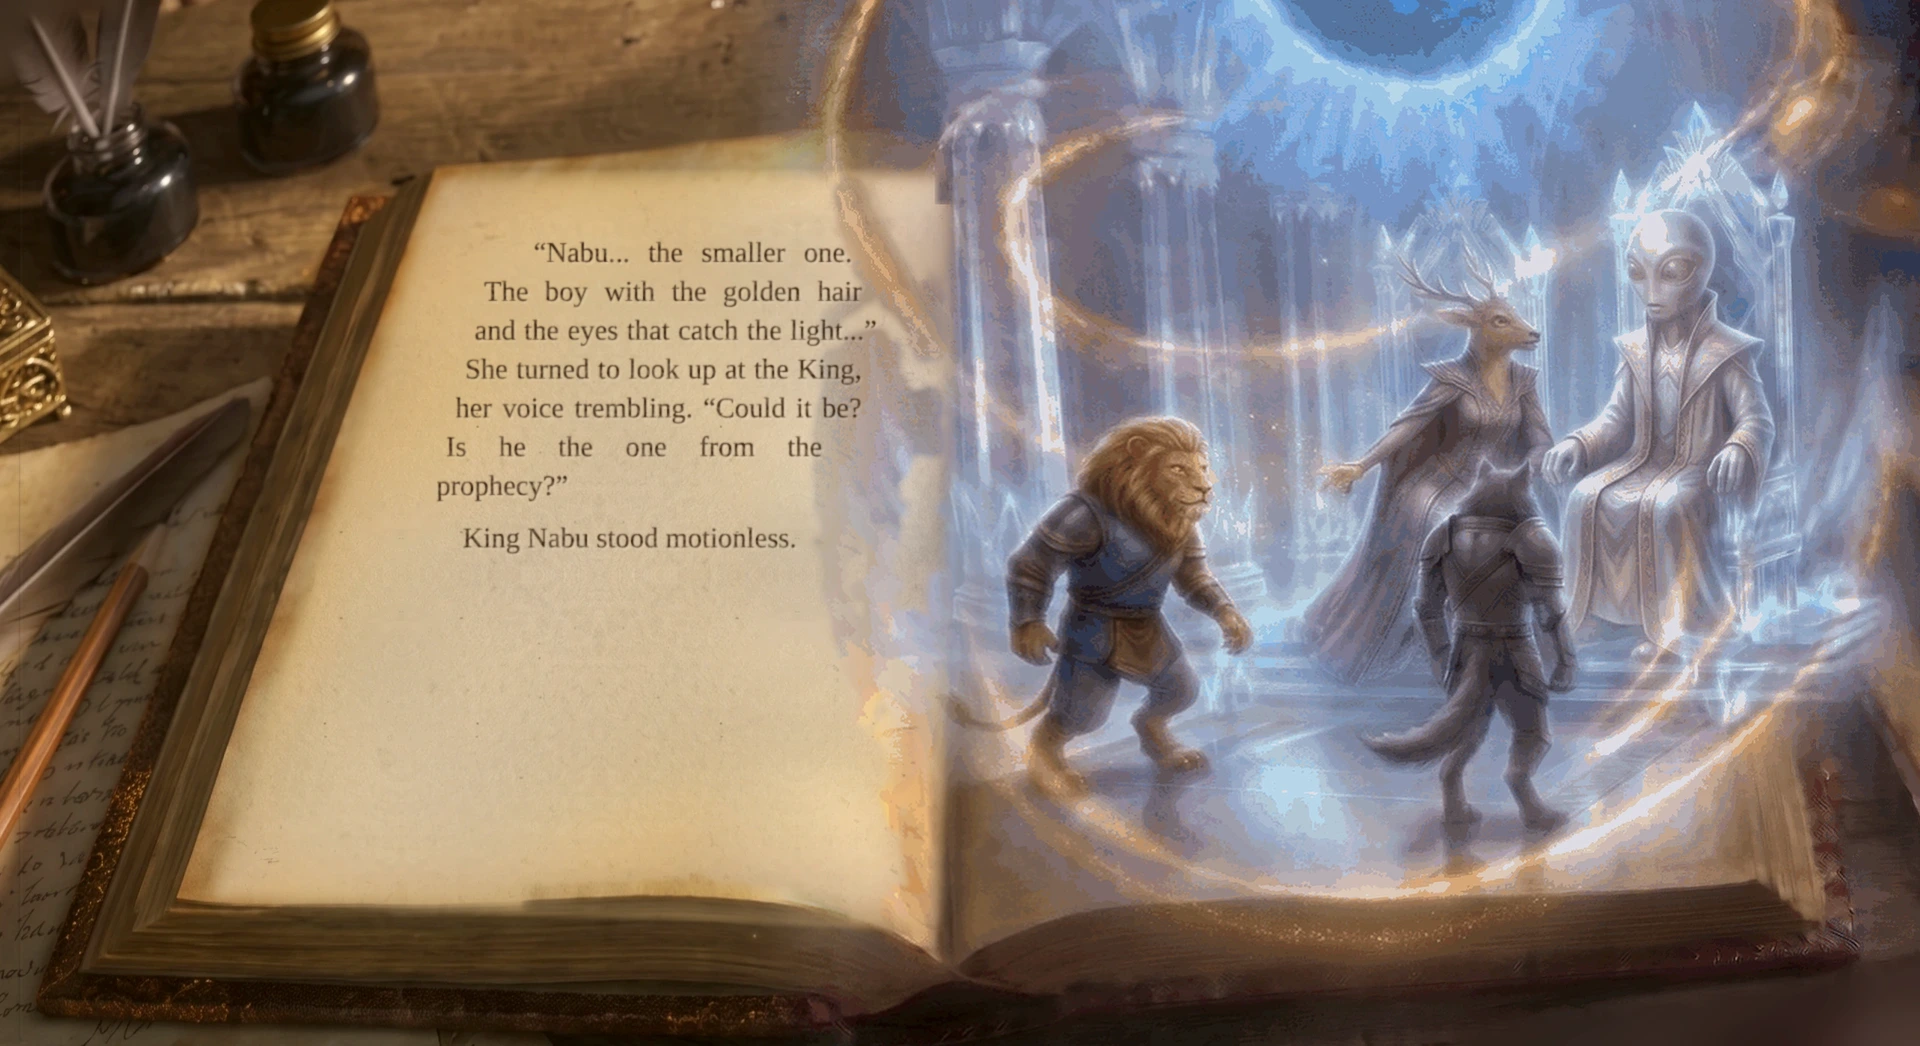 “Nabu... the smaller one.
The boy with the golden hair
and the eyes that catch the light...”
She turned to look up at the King,
her voice trembling. “Could it be?
Is he the one from the
prophecy?”
King Nabu stood motionless.